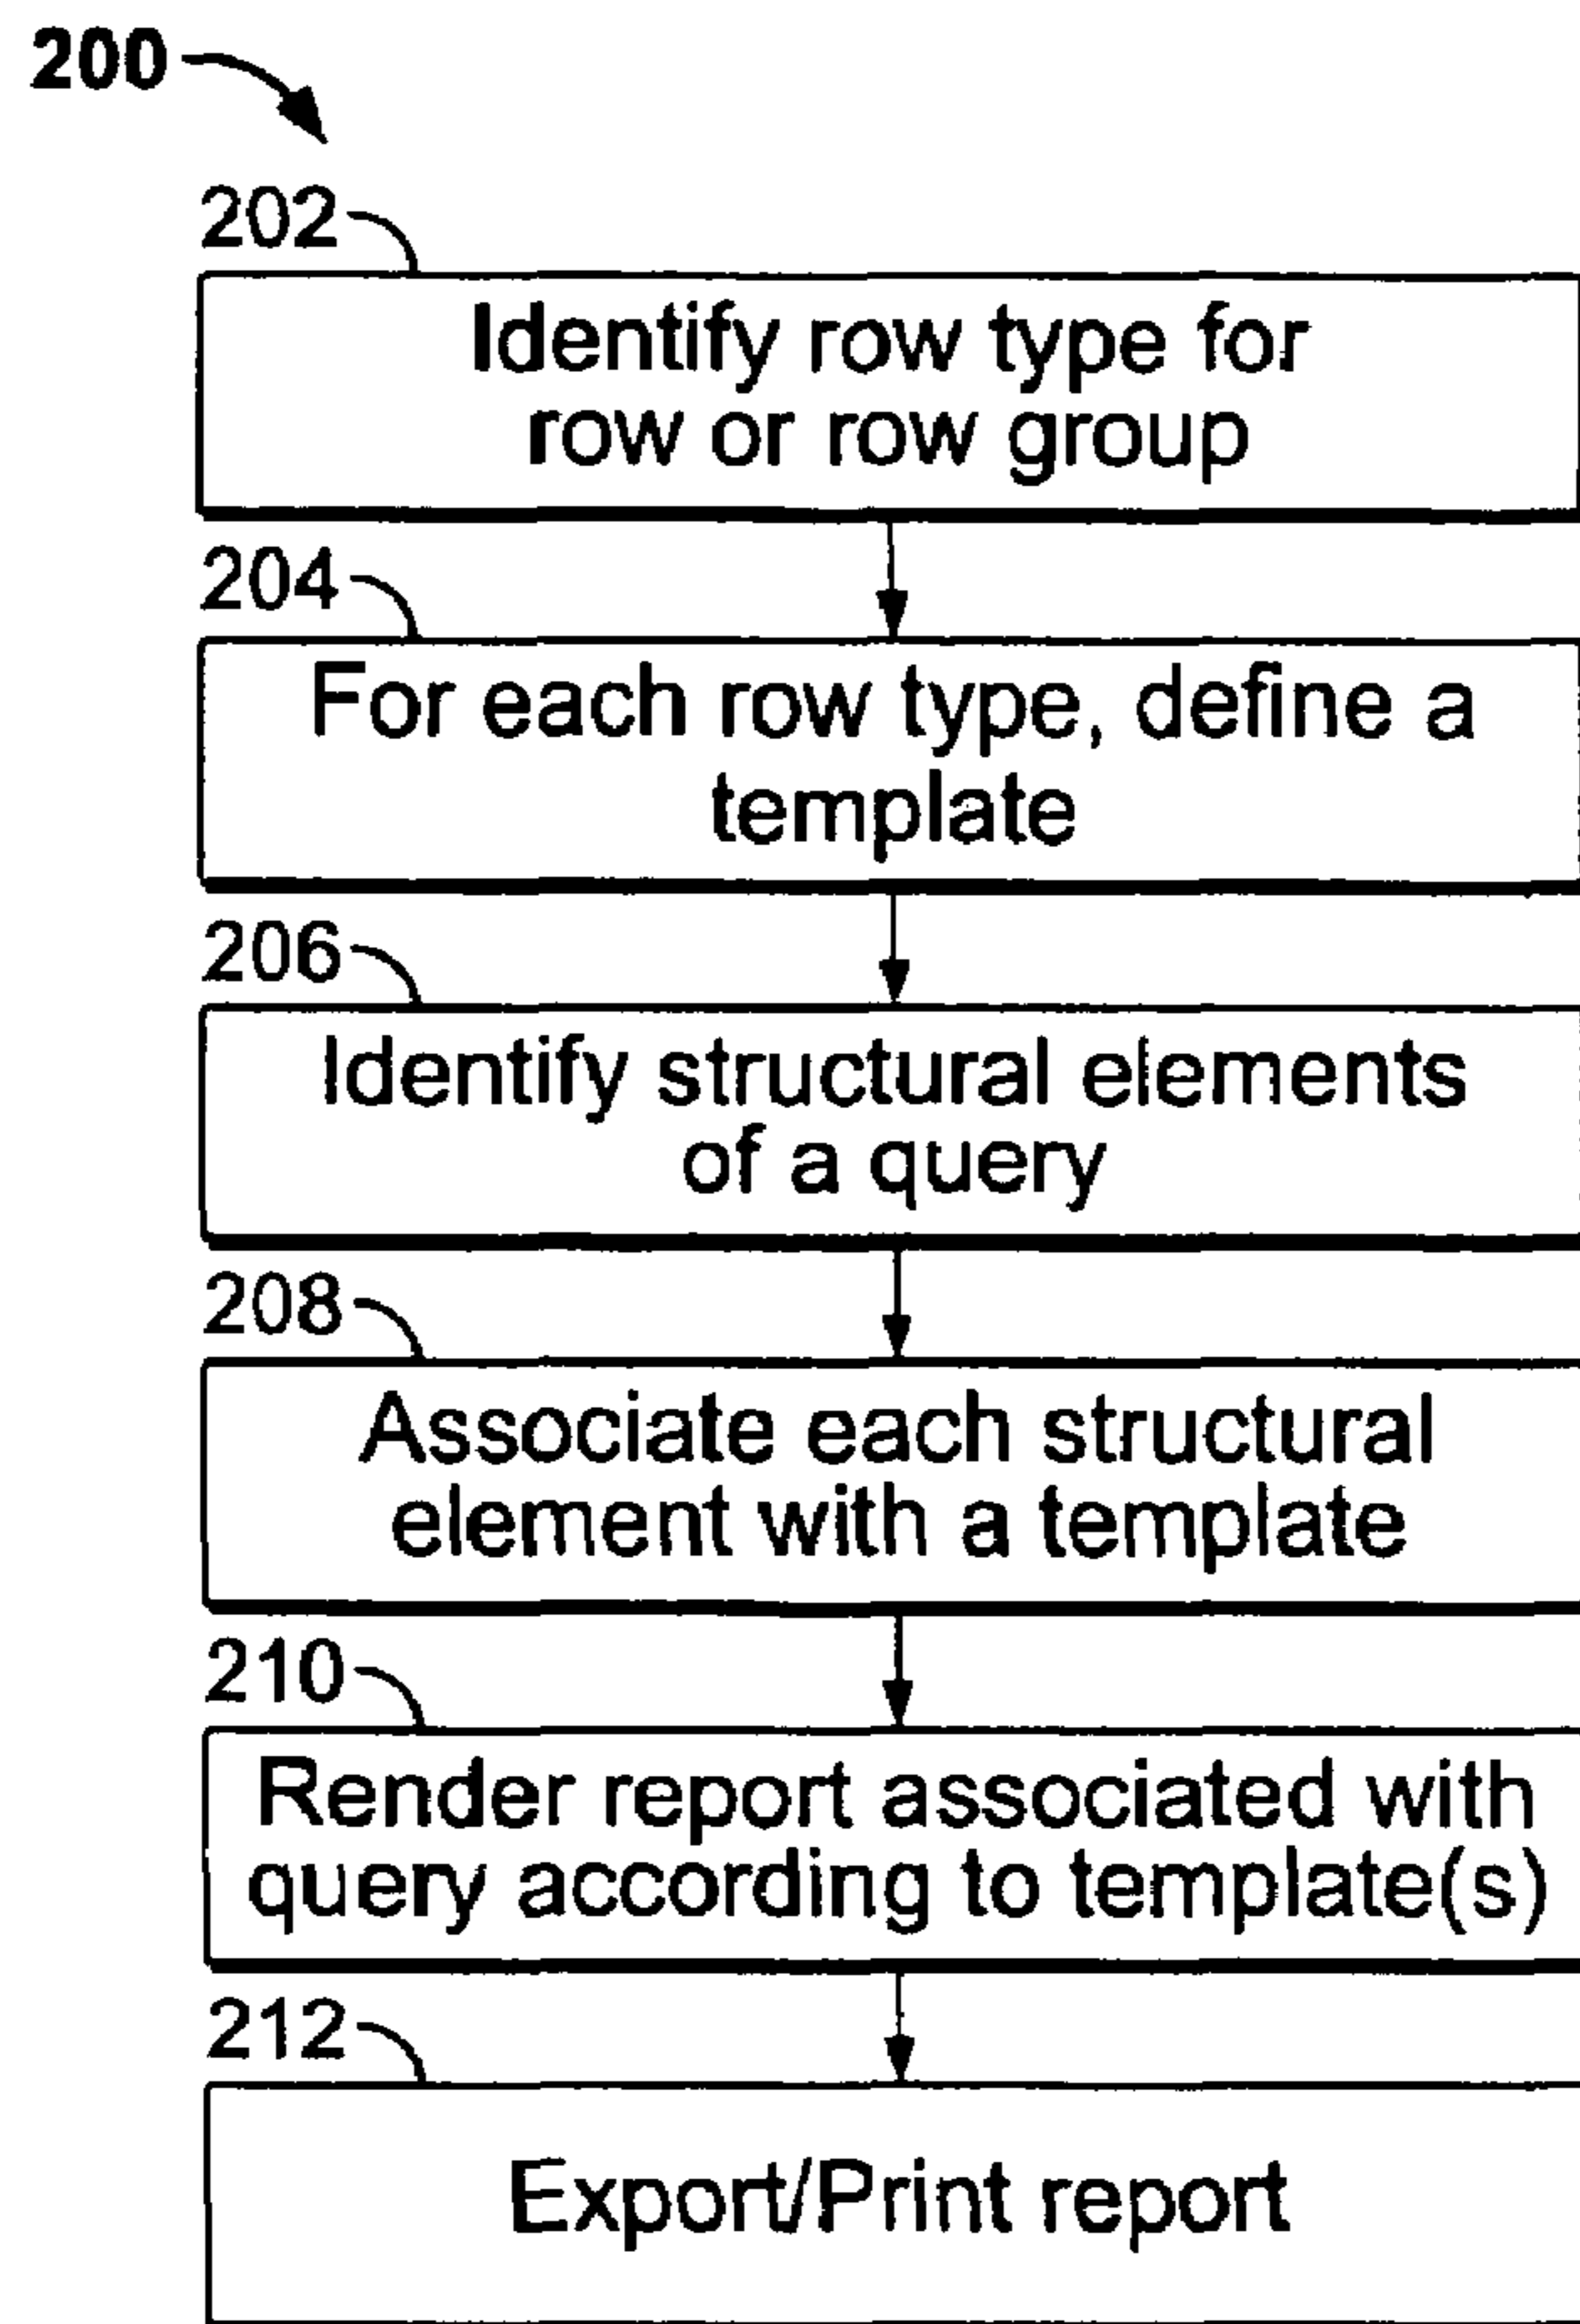 200
202
Identify row type for
row or row group
204
For each row type, define a
template
206
Identify structural elements
of a query
208
Associate each structural
element with a template
210
Render report associated with
query according to template(s)
212
Export/Print report